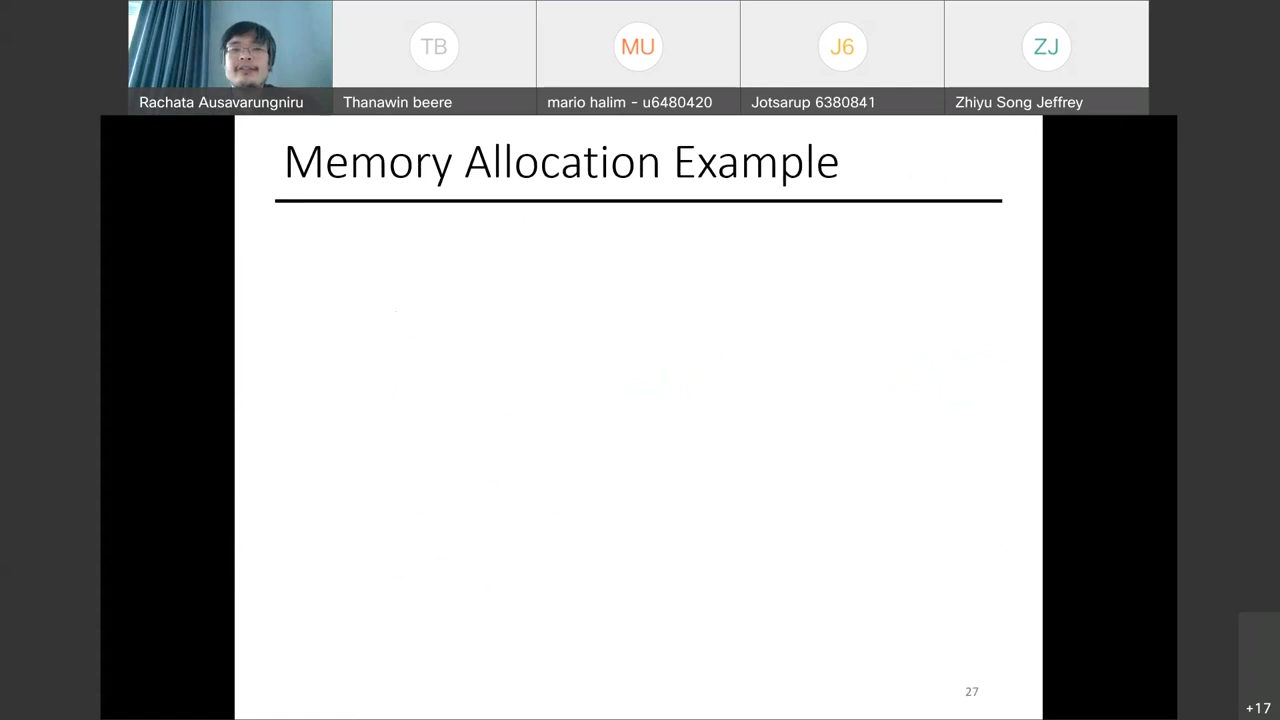 TB
MU
J6
ZJ
Rachata Ausavarungniru
Thanawin beere
mario halim - u6480420
Jotsarup 6380841
Zhiyu Song Jeffrey
Memory Allocation Example
27
+17